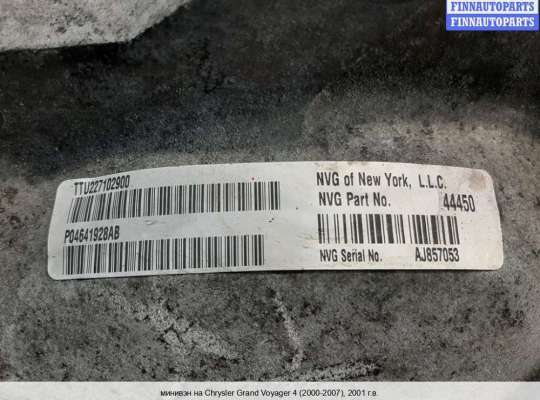 FINNAUTOPARTS
FINNAUTOPARTS
TTU227102900
P04641928AB
NVG of New York, L.L.C.
NVG Part No. 44450
NVG Serial No. AJ857053
минивэн на Chrysler Grand Voyager 4 (2000-2007), 2001 г.в.